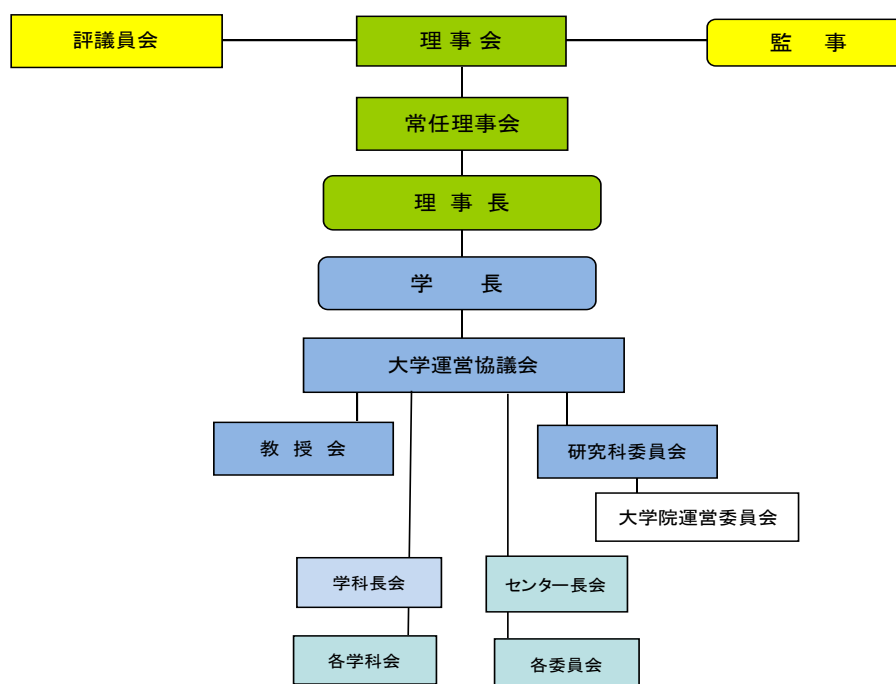 評議員会
理 事 会
監 事
常任理事会
理 事 長
学 長
大学運営協議会
教 授 会
研究科委員会
大学院運営委員会
学科長会
センター長会
各学科会
各委員会